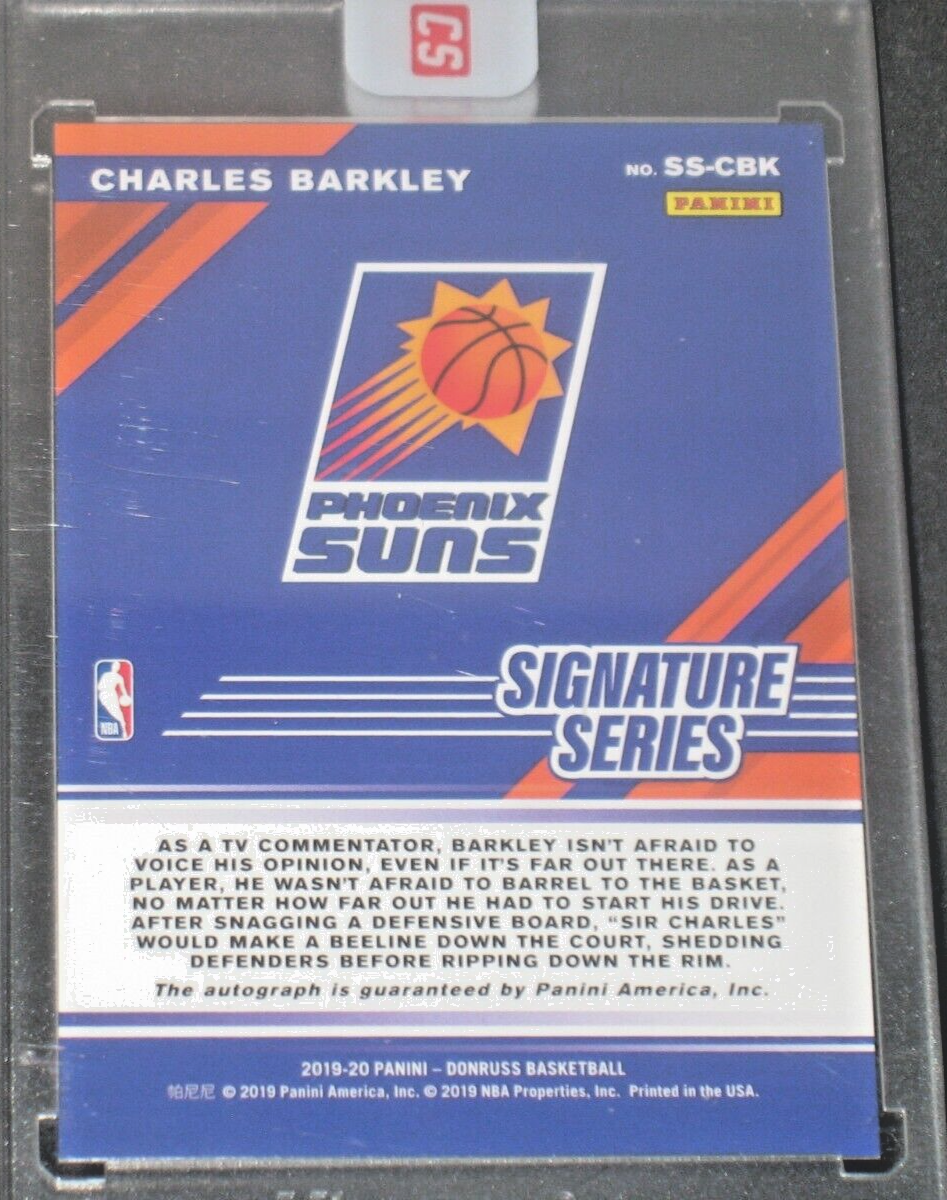 CS
CHARLES BARKLEY
NO. SS-CBK
PANINI
PHOENIX
SUNS
SIGNATURE
SERIES
NBA
AS A TV COMMENTATOR, BARKLEY ISN'T AFRAID TO
VOICE HIS OPINION, EVEN IF IT'S FAR OUT THERE. AS A
PLAYER, HE WASN'T AFRAID TO BARREL TO THE BASKET,
NO MATTER HOW FAR OUT HE HAD TO START HIS DRIVE.
AFTER SNAGGING A DEFENSIVE BOARD, "SIR CHARLES"
WOULD MAKE A BEELINE DOWN THE COURT, SHEDDING
DEFENDERS BEFORE RIPPING DOWN THE RIM.
The autograph is guaranteed by Panini America, Inc.
2019-20 PANINI – DONRUSS BASKETBALL
帕尼尼 © 2019 Panini America, Inc. © 2019 NBA Properties, Inc. Printed in the USA.